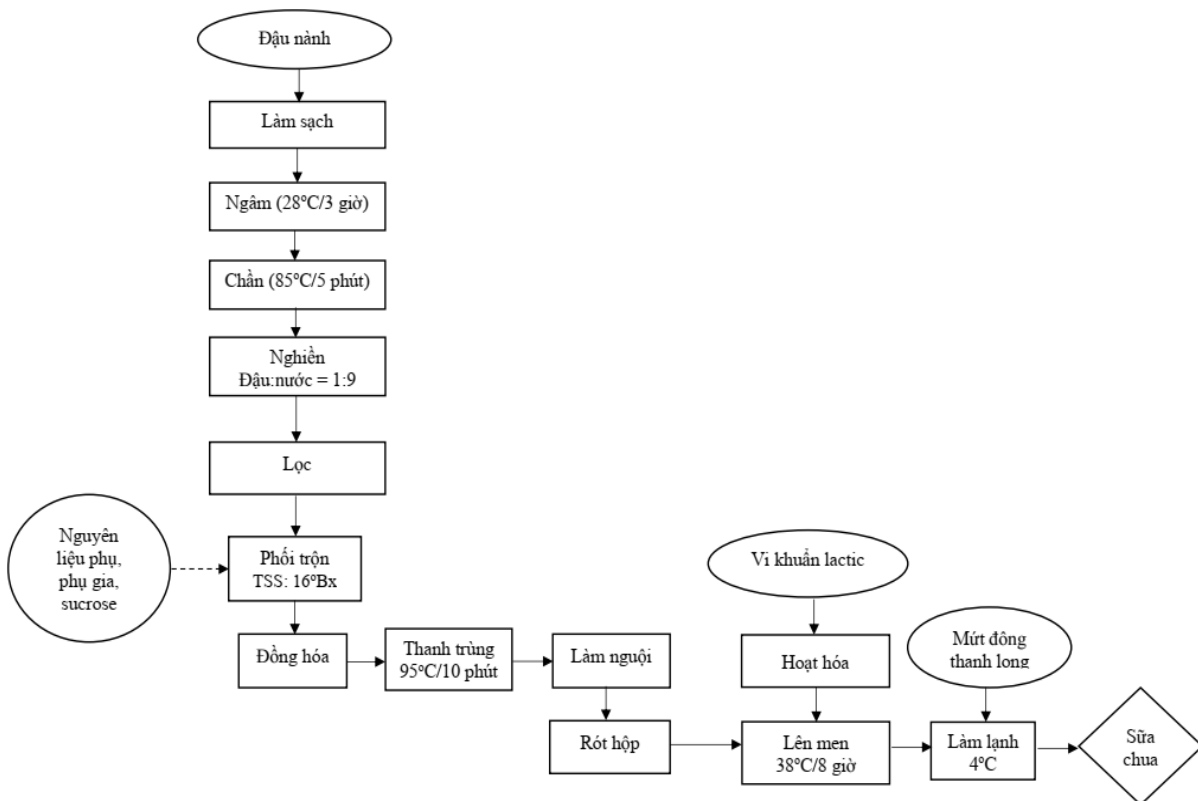 Đậu nành
Làm sạch
Ngâm (28ºC/3 giờ)
Chần (85ºC/5 phút)
Nghiền
Đậu:nước = 1:9
Lọc
Nguyên
liệu phụ,
phụ gia,
sucrose
Phối trộn
TSS: 16ºBx
Đồng hóa
Thanh trùng
95ºC/10 phút
Làm nguội
Rót hộp
Vi khuẩn lactic
Hoạt hóa
Lên men
38ºC/8 giờ
Mứt đông
thanh long
Làm lạnh
4ºC
Sữa
chua